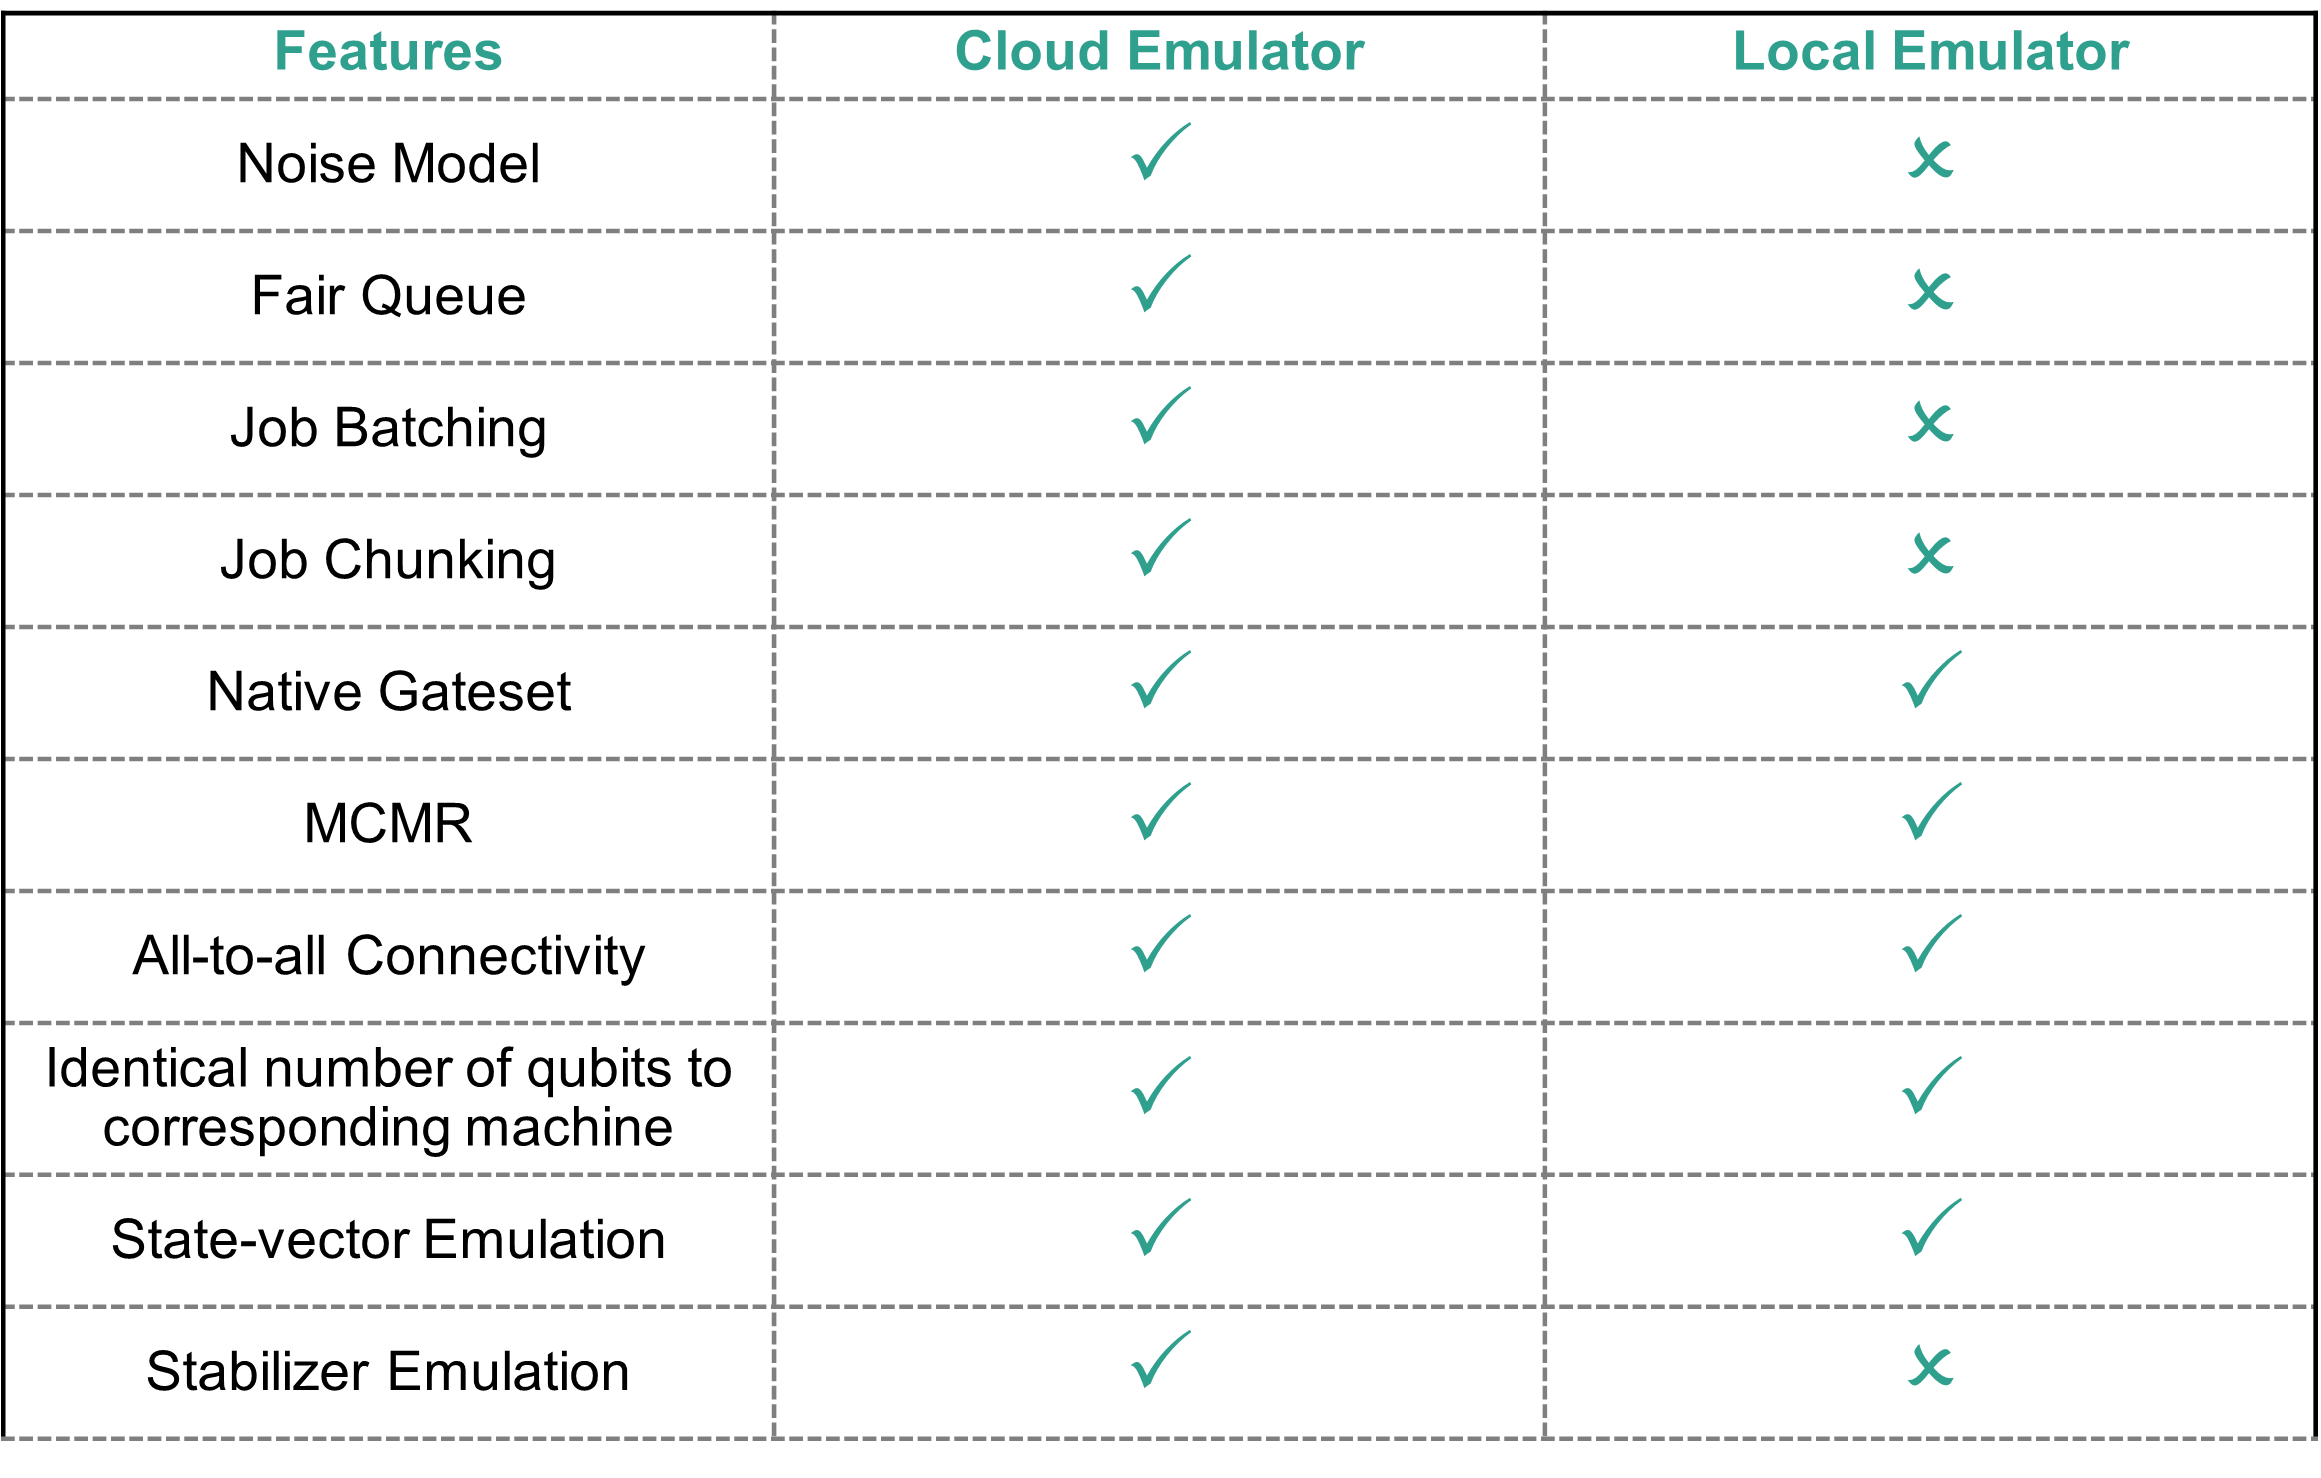 Features Cloud Emulator Local Emulator
Noise Model ✓ ✗
Fair Queue ✓ ✗
Job Batching ✓ ✗
Job Chunking ✓ ✗
Native Gateset ✓ ✓
MCMR ✓ ✓
All-to-all Connectivity ✓ ✓
Identical number of qubits to
corresponding machine ✓ ✓
State-vector Emulation ✓ ✓
Stabilizer Emulation ✓ ✗